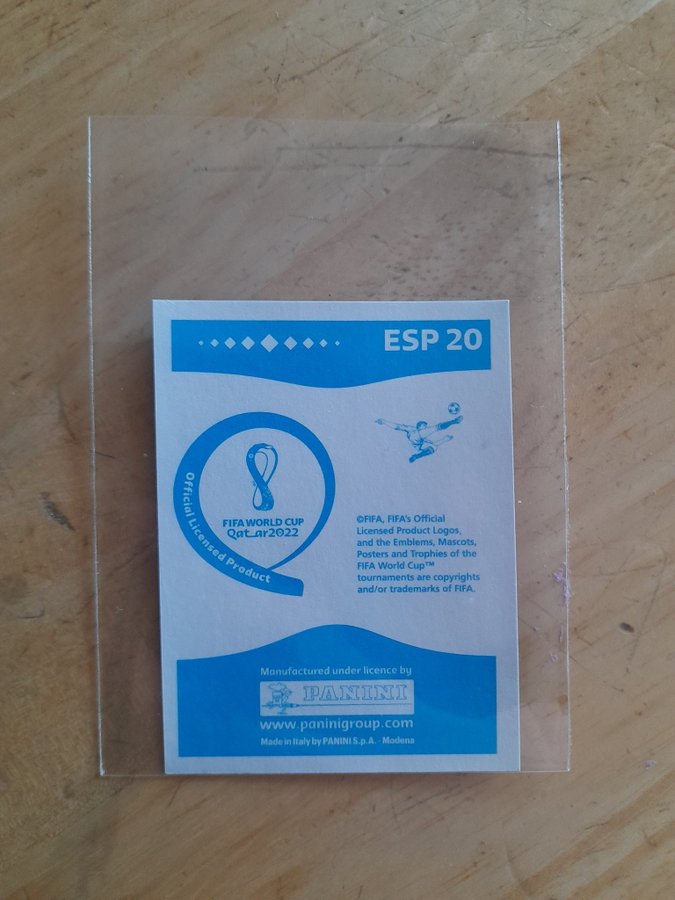 ESP 20
Official Licensed Product
FIFA WORLD CUP
Qatar2022
©FIFA, FIFA's Official
Licensed Product Logos,
and the Emblems, Mascots,
Posters and Trophies of the
FIFA World Cup™
tournaments are copyrights
and/or trademarks of FIFA.
Manufactured under licence by
PANINI
www.paninigroup.com
Made in Italy by PANINI S.p.A. - Modena